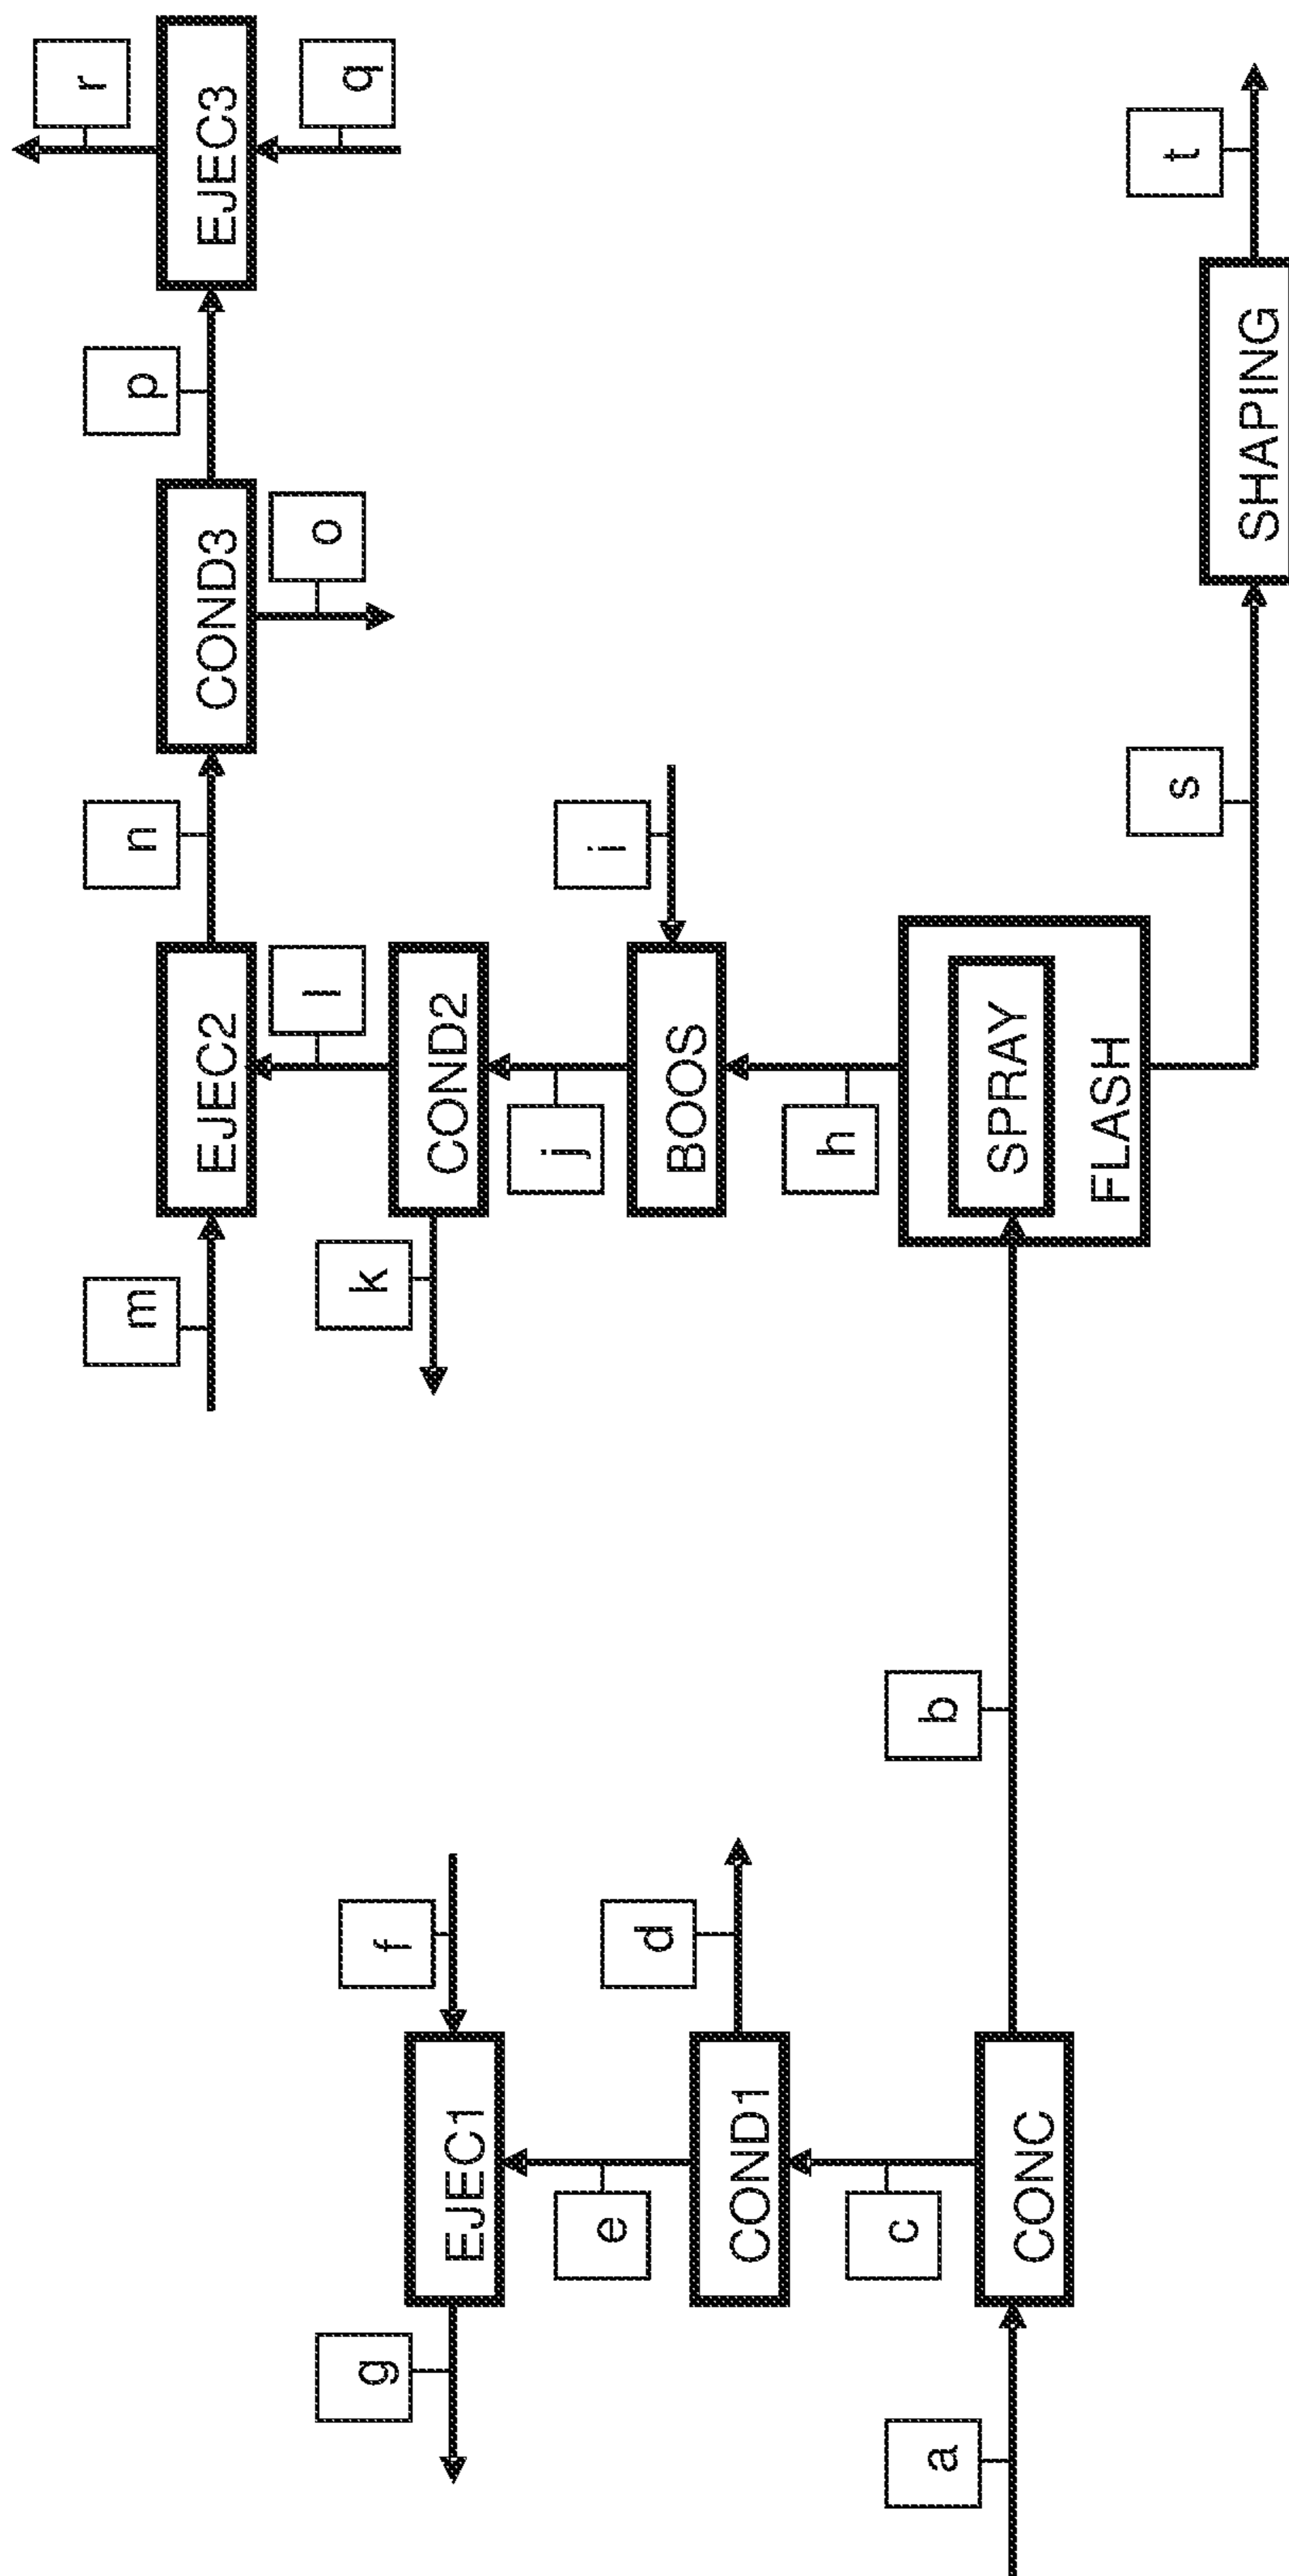 r
EJEC3
q
p
COND3
o
n
EJEC2
m
l
COND2
k
j
BOOS
i
h
SPRAY
FLASH
s
SHAPING
t
f
EJEC1
g
e
d
COND1
c
CONC
b
a